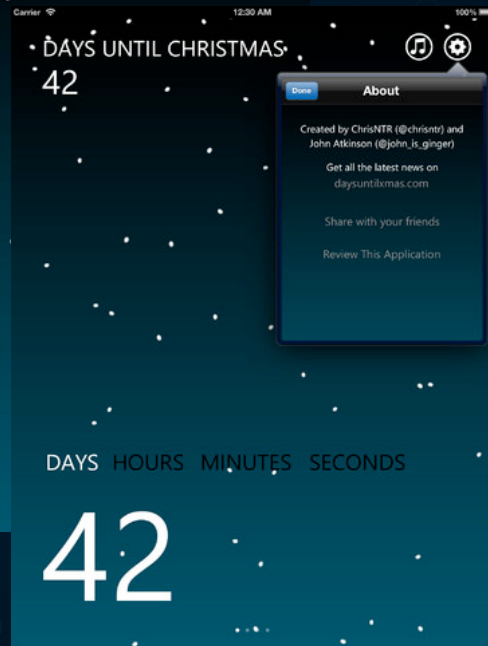 Carrier 12:30 AM 100%
DAYS UNTIL CHRISTMAS
42
Done About
Created by ChrisNTR (@chrisntr) and
John Atkinson (@john_is_ginger)
Get all the latest news on
daysuntilxmas.com
Share with your friends
Review This Application
DAYS HOURS MINUTES SECONDS
42